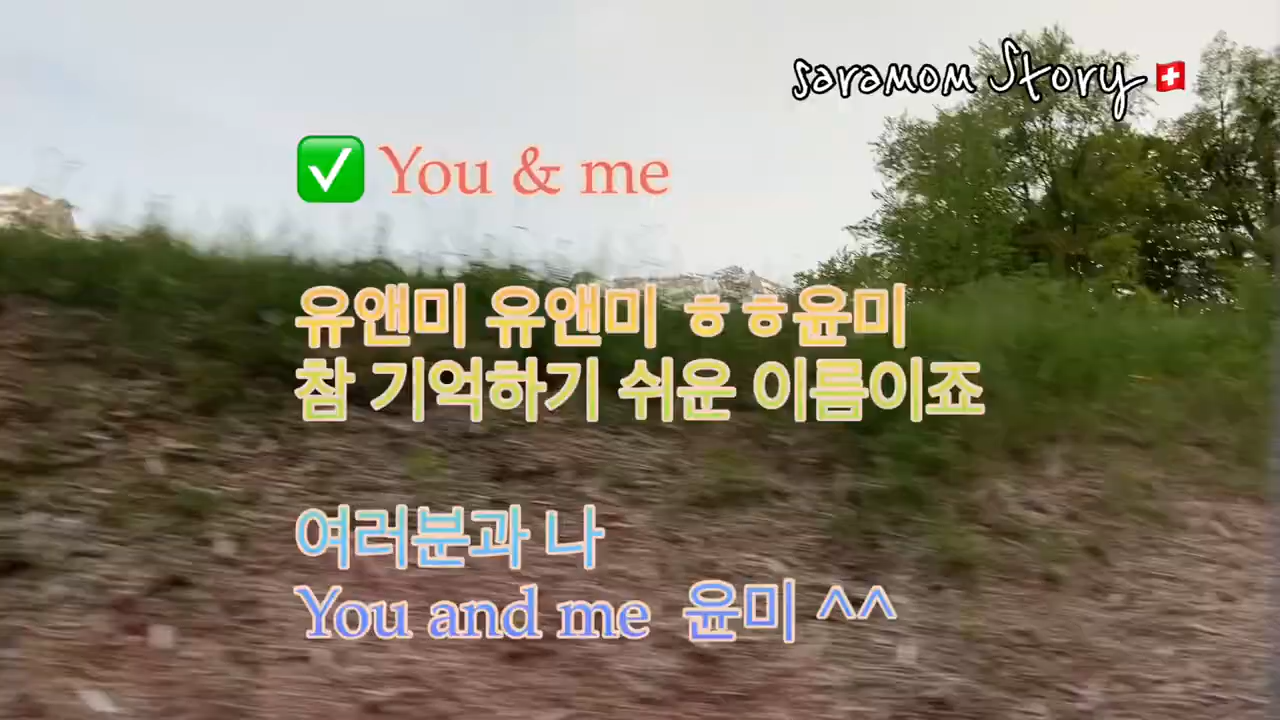 saramom Story 🇨🇭
✅ You & me
유앤미 유앤미 ㅎㅎ윤미
참 기억하기 쉬운 이름이죠
여러분과 나
You and me 윤미 ^^